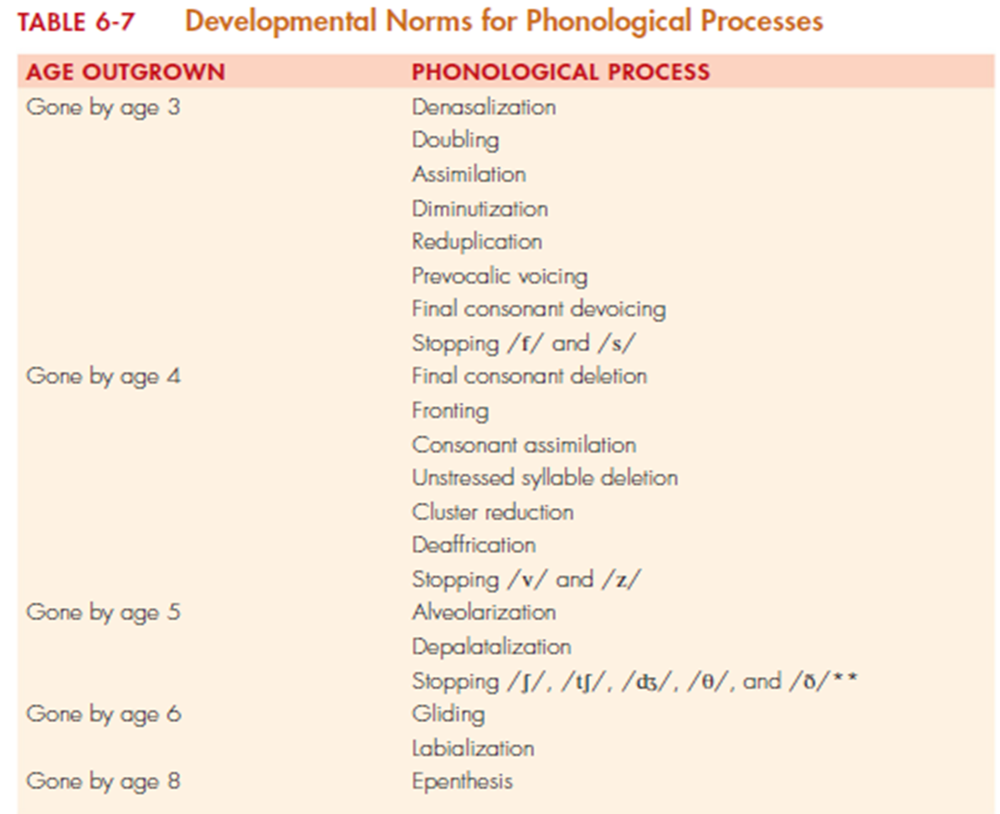 TABLE 6-7 Developmental Norms for Phonological Processes
AGE OUTGROWN PHONOLOGICAL PROCESS
Gone by age 3 Denasalization
Doubling
Assimilation
Diminutization
Reduplication
Prevocalic voicing
Final consonant devoicing
Stopping /f/ and /s/
Gone by age 4 Final consonant deletion
Fronting
Consonant assimilation
Unstressed syllable deletion
Cluster reduction
Deaffrication
Stopping /v/ and /z/
Gone by age 5 Alveolarization
Depalatalization
Stopping /ʃ/, /tʃ/, /dʒ/, /θ/, and /ð/**
Gone by age 6 Gliding
Labialization
Gone by age 8 Epenthesis